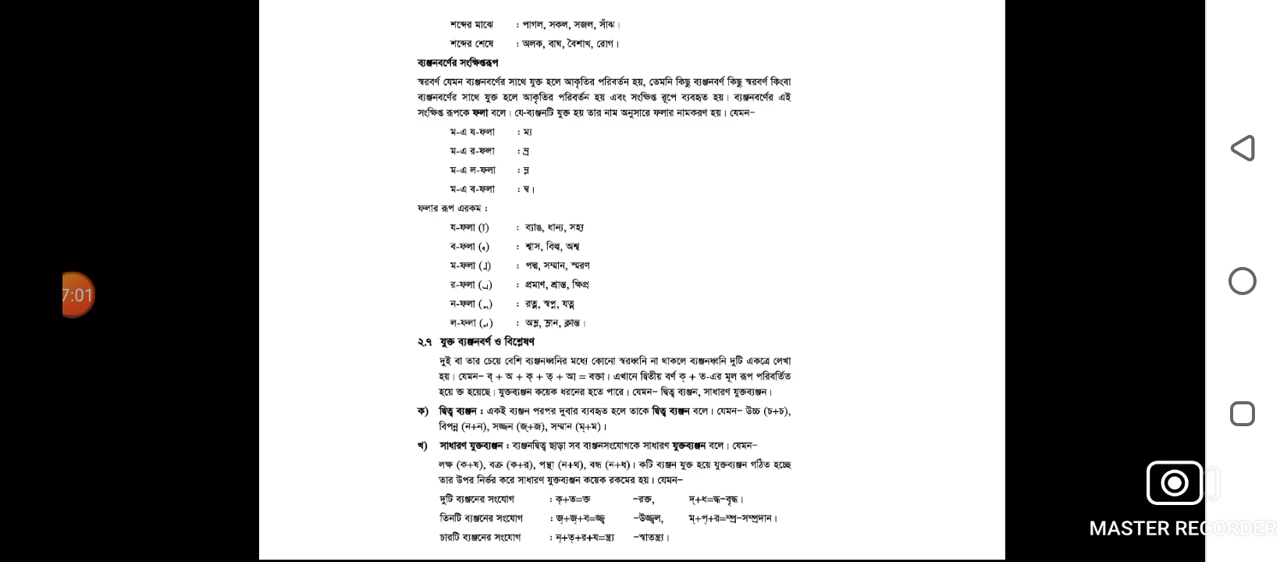 শব্দের মাঝে : পাগল, সকল, সজল, সাঁঝ।
শব্দের শেষে : অলক, বাঘ, বৈশাখ, রোগ।
ব্যঞ্জনবর্ণের সংক্ষিপ্তরূপ
স্বরবর্ণ যেমন ব্যঞ্জনবর্ণের সাথে যুক্ত হলে আকৃতির পরিবর্তন হয়, তেমনি কিছু ব্যঞ্জনবর্ণ কিছু স্বরবর্ণ কিংবা
ব্যঞ্জনবর্ণের সাথে যুক্ত হলে আকৃতির পরিবর্তন হয় এবং সংক্ষিপ্ত রূপে ব্যবহৃত হয়। ব্যঞ্জনবর্ণের এই
সংক্ষিপ্ত রূপকে ফলা বলে। যে-ব্যঞ্জনটি যুক্ত হয় তার নাম অনুসারে ফলার নামকরণ হয়। যেমন–
ম-এ য-ফলা : ম্য
ম-এ র-ফলা : ম্র
ম-এ ল-ফলা : ম্ল
ম-এ ব-ফলা : ম্ব।
ফলার রূপ এরকম :
য-ফলা (্য) : ব্যাঙ, ধান্য, সহ্য
ব-ফলা (্ব) : শ্বাস, বিল্ব, অশ্ব
ম-ফলা (্ম) : পদ্ম, সম্মান, স্মরণ
র-ফলা (্র) : প্রমাণ, শ্রান্ত, ক্ষিপ্র
ন-ফলা (্ন) : রত্ন, স্বপ্ন, যত্ন
ল-ফলা (্ল) : অম্ল, ম্লান, ক্লান্ত।
২.৭ যুক্ত ব্যঞ্জনবর্ণ ও বিশ্লেষণ
দুই বা তার চেয়ে বেশি ব্যঞ্জনধ্বনির মধ্যে কোনো স্বরধ্বনি না থাকলে ব্যঞ্জনধ্বনি দুটি একত্রে লেখা
হয়। যেমন– ব্ + অ + ক্ + ত্ + আ = বক্তা। এখানে দ্বিতীয় বর্ণ ক্ + ত-এর মূল রূপ পরিবর্তিত
হয়ে ক্ত হয়েছে। যুক্তব্যঞ্জন কয়েক ধরনের হতে পারে। যেমন– দ্বিত্ব ব্যঞ্জন, সাধারণ যুক্তব্যঞ্জন।
ক) দ্বিত্ব ব্যঞ্জন : একই ব্যঞ্জন পরপর দুবার ব্যবহৃত হলে তাকে দ্বিত্ব ব্যঞ্জন বলে। যেমন– উচ্চ (চ+চ),
বিপন্ন (ন+ন), সজ্জন (জ্+জ), সম্মান (ম্+ম)।
খ) সাধারণ যুক্তব্যঞ্জন : ব্যঞ্জনদ্বিত্ব ছাড়া সব ব্যঞ্জনসংযোগকে সাধারণ যুক্তব্যঞ্জন বলে। যেমন–
লক্ষ (ক+ষ), বক্র (ক+র), পন্থা (ন+থ), বন্ধ (ন+ধ)। কটি ব্যঞ্জন যুক্ত হয়ে যুক্তব্যঞ্জন গঠিত হচ্ছে
তার উপর নির্ভর করে সাধারণ যুক্তব্যঞ্জন কয়েক রকমের হয়। যেমন–
দুটি ব্যঞ্জনের সংযোগ : ক্+ত=ক্ত –রক্ত, দ্+ধ=দ্ধ–বৃদ্ধ।
তিনটি ব্যঞ্জনের সংযোগ : জ্+জ্+ব=জ্জ্ব –উজ্জ্বল, ম্+প্+র=ম্প্র–সম্প্রদান।
চারটি ব্যঞ্জনের সংযোগ : ন্+ত্+র+য=ন্ত্র্য –স্বাতন্ত্র্য।
7:01
MASTER RECORDER